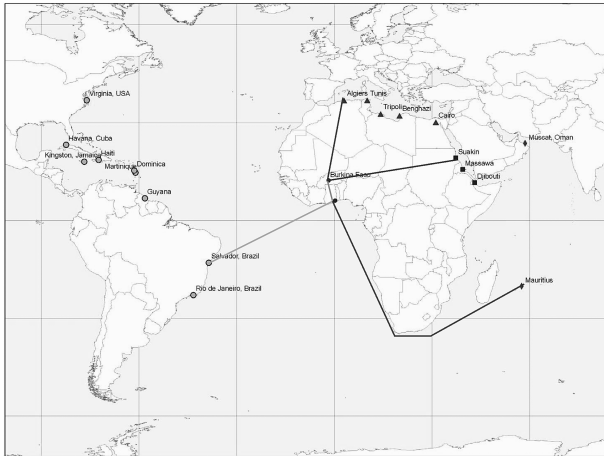 Virginia, USA
Algiers Tunis
Tripoli
Benghazi
Cairo
Havana, Cuba
Muscat, Oman
Kingston, Jamaica
Haiti
Suakin
Martinique
Dominica
Massawa
Burkina Faso
Djibouti
Guyana
Salvador, Brazil
Mauritius
Rio de Janeiro, Brazil